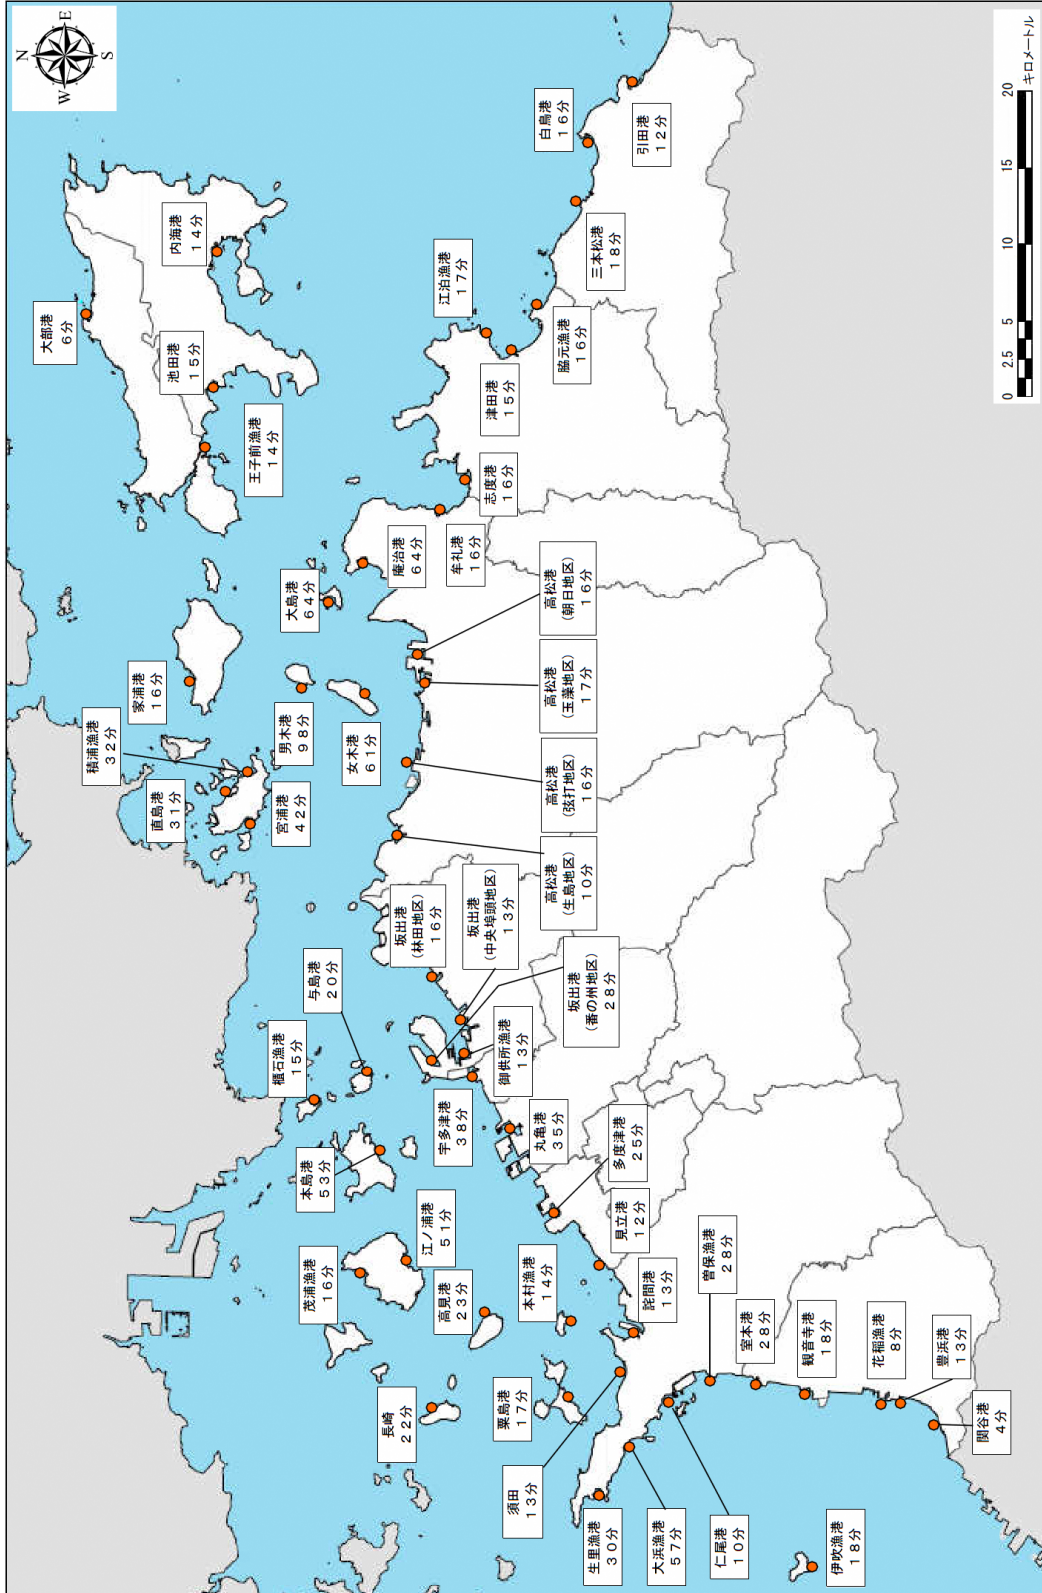 N
W
E
S
大部港
6分
内海港
14分
池田港
15分
王子前漁港
14分
家浦港
16分
積浦漁港
32分
直島港
31分
宮浦港
42分
男木港
98分
女木港
61分
大島港
64分
庵治港
64分
牟礼港
16分
志度港
16分
江泊漁港
17分
津田港
15分
脇元漁港
16分
三本松港
18分
白鳥港
16分
引田港
12分
高松港
(朝日地区)
16分
高松港
(玉藻地区)
17分
高松港
(弦打地区)
16分
高松港
(生島地区)
10分
坂出港
(林田地区)
16分
坂出港
(中央埠頭地区)
13分
坂出港
(番の州地区)
28分
御供所漁港
13分
与島港
20分
櫃石漁港
15分
本島港
53分
宇多津港
38分
丸亀港
35分
多度津港
25分
見立港
12分
茂浦漁港
16分
江ノ浦港
51分
高見港
23分
本村漁港
14分
詫間港
13分
長崎
22分
粟島港
17分
須田
13分
生里漁港
30分
大浜漁港
57分
仁尾港
10分
曽保漁港
28分
室本港
28分
観音寺港
18分
花稲漁港
8分
豊浜港
13分
関谷港
4分
伊吹漁港
18分
0 2.5 5 10 15 20
キロメートル